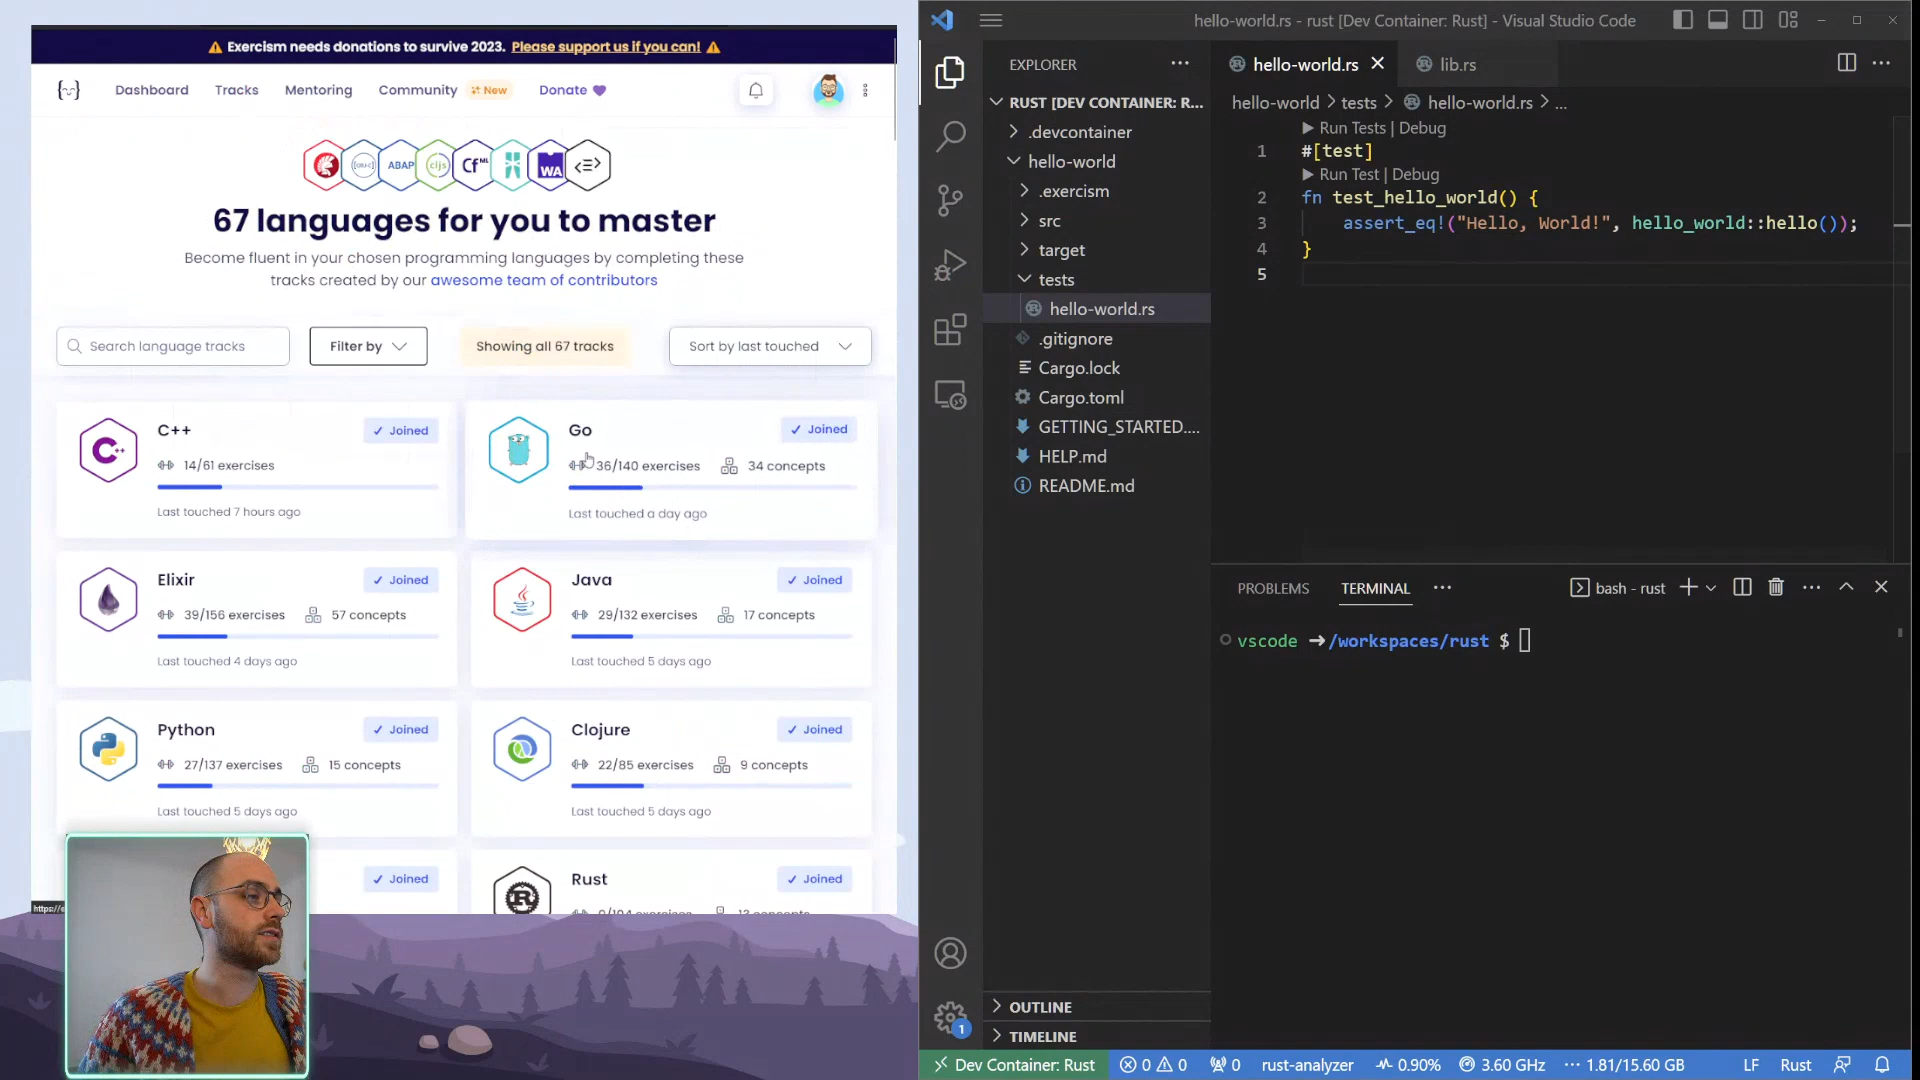 Exercism needs donations to survive 2023. Please support us if you can!
Dashboard Tracks Mentoring Community New Donate
ABAP cljs Cf ML WA
67 languages for you to master
Become fluent in your chosen programming languages by completing these
tracks created by our awesome team of contributors
Search language tracks Filter by Showing all 67 tracks Sort by last touched
C++ Joined
14/61 exercises
Last touched 7 hours ago
Go Joined
36/140 exercises 34 concepts
Last touched a day ago
Elixir Joined
39/156 exercises 57 concepts
Last touched 4 days ago
Java Joined
29/132 exercises 17 concepts
Last touched 5 days ago
Python Joined
27/137 exercises 15 concepts
Last touched 5 days ago
Clojure Joined
22/85 exercises 9 concepts
Last touched 5 days ago
Joined
Rust Joined
https://e
hello-world.rs - rust [Dev Container: Rust] - Visual Studio Code
EXPLORER
RUST [DEV CONTAINER: R...
.devcontainer
hello-world
.exercism
src
target
tests
hello-world.rs
.gitignore
Cargo.lock
Cargo.toml
GETTING_STARTED....
HELP.md
README.md
OUTLINE
TIMELINE
1
hello-world.rs lib.rs
hello-world > tests > hello-world.rs > ...
Run Tests | Debug
1 #[test]
Run Test | Debug
2 fn test_hello_world() {
3 assert_eq!("Hello, World!", hello_world::hello());
4 }
5
PROBLEMS TERMINAL bash - rust
vscode ➜ /workspaces/rust $
Dev Container: Rust 0 0 0 rust-analyzer 0.90% 3.60 GHz 1.81/15.60 GB LF Rust